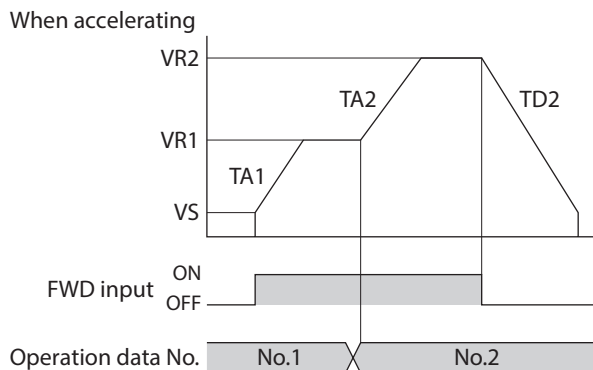 When accelerating
VR2
TA2
TD2
VR1
TA1
VS
ON
FWD input
OFF
Operation data No.
No.1
No.2